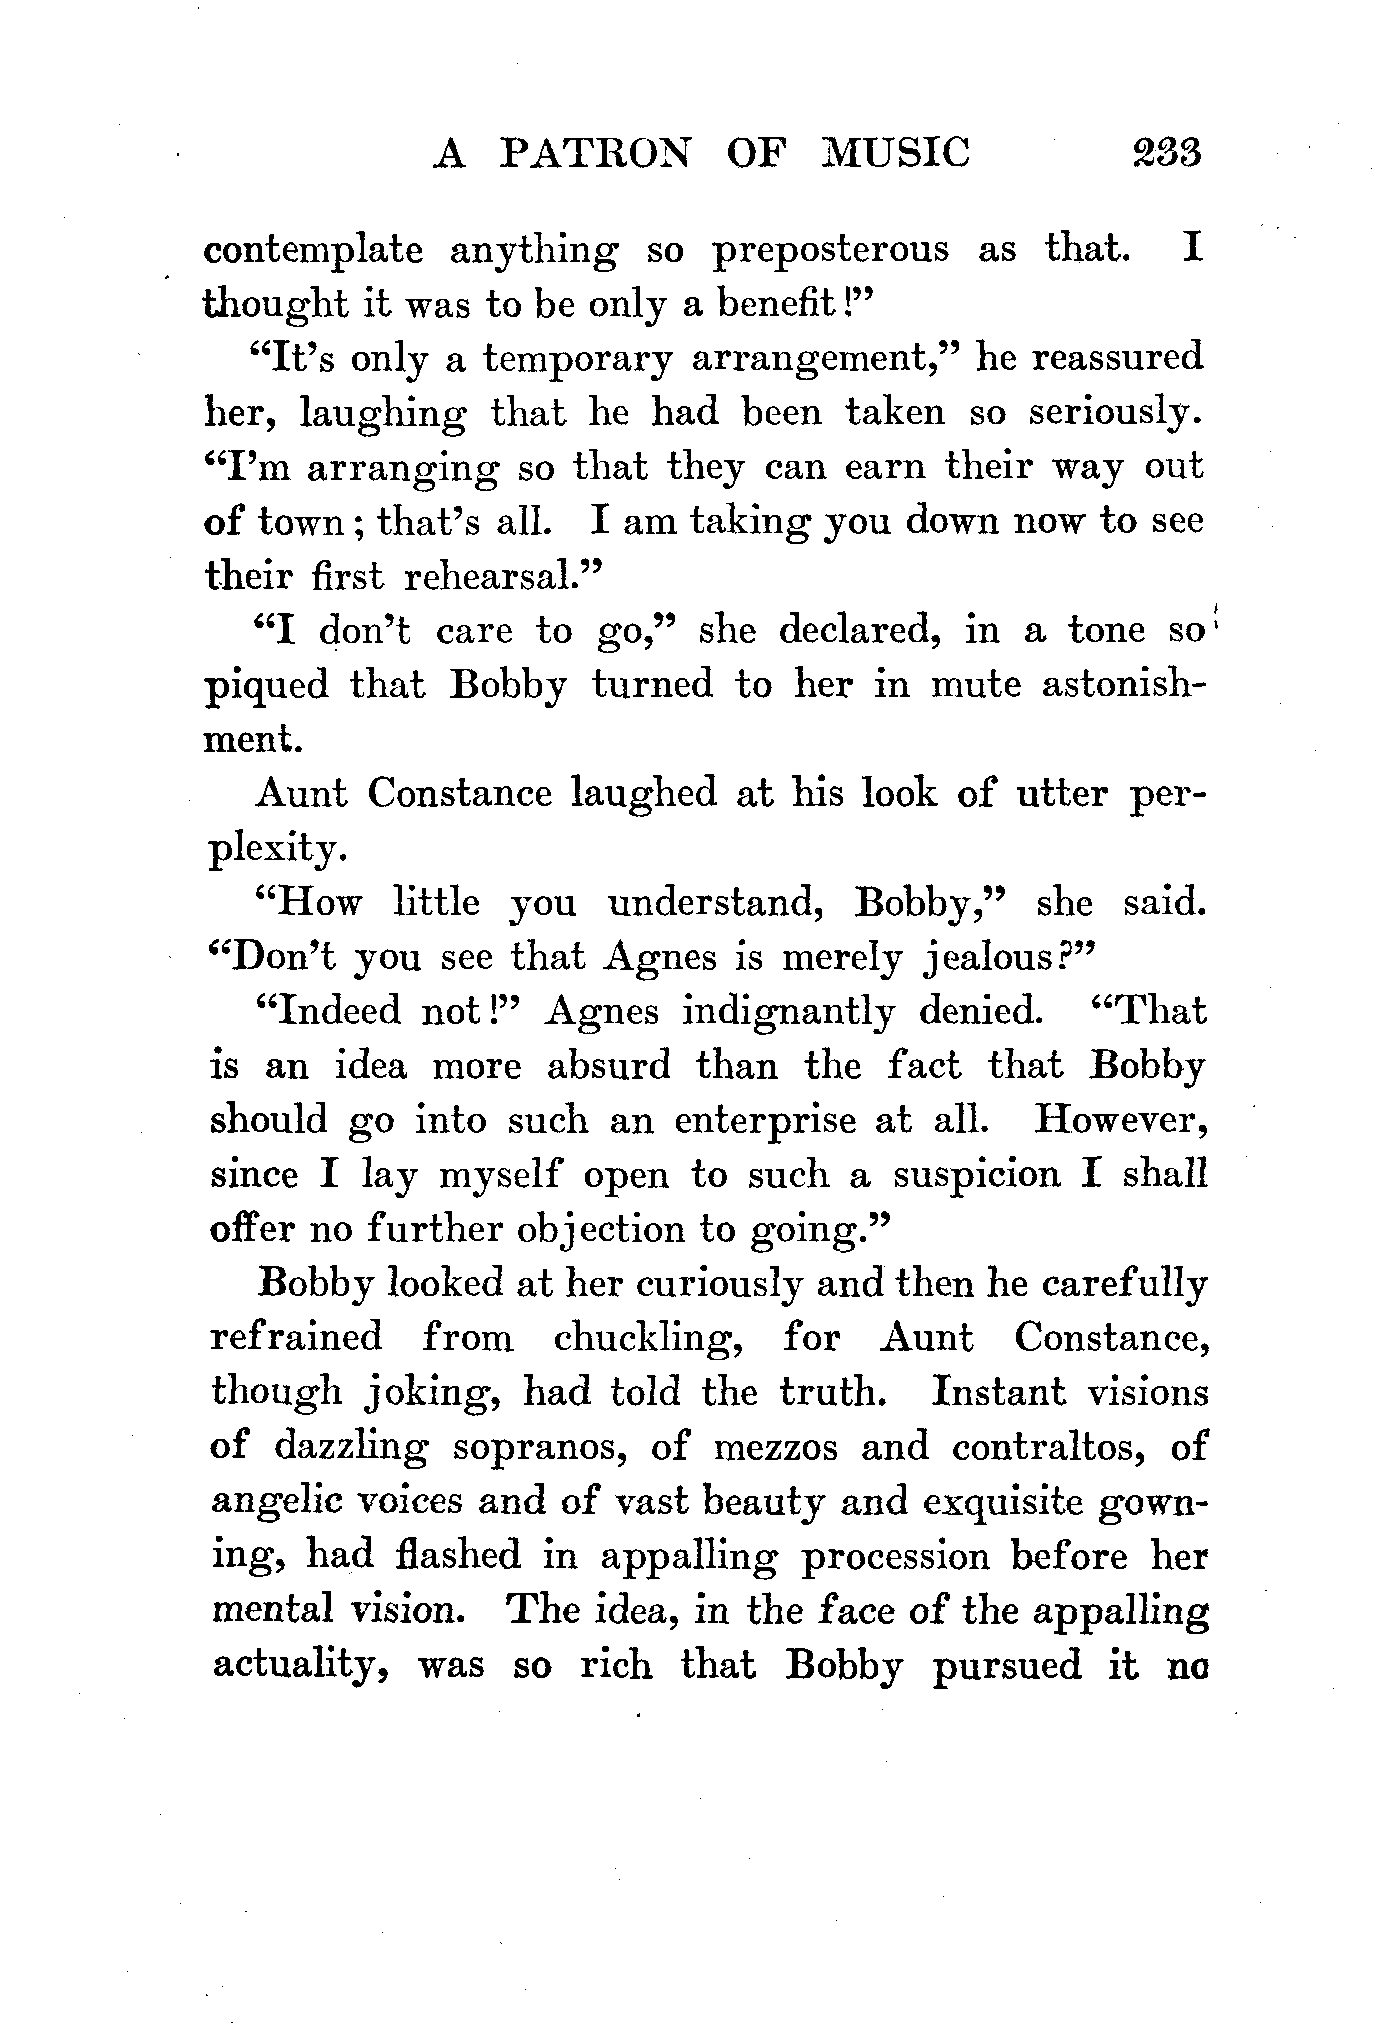 A PATRON OF MUSIC 233
contemplate anything so preposterous as that. I
thought it was to be only a benefit!”
“It’s only a temporary arrangement,” he reassured
her, laughing that he had been taken so seriously.
“I’m arranging so that they can earn their way out
of town; that’s all. I am taking you down now to see
their first rehearsal.”
“I don’t care to go,” she declared, in a tone so
piqued that Bobby turned to her in mute astonish-
ment.
Aunt Constance laughed at his look of utter per-
plexity.
“How little you understand, Bobby,” she said.
“Don’t you see that Agnes is merely jealous?”
“Indeed not!” Agnes indignantly denied. “That
is an idea more absurd than the fact that Bobby
should go into such an enterprise at all. However,
since I lay myself open to such a suspicion I shall
offer no further objection to going.”
Bobby looked at her curiously and then he carefully
refrained from chuckling, for Aunt Constance,
though joking, had told the truth. Instant visions
of dazzling sopranos, of mezzos and contraltos, of
angelic voices and of vast beauty and exquisite gown-
ing, had flashed in appalling procession before her
mental vision. The idea, in the face of the appalling
actuality, was so rich that Bobby pursued it no